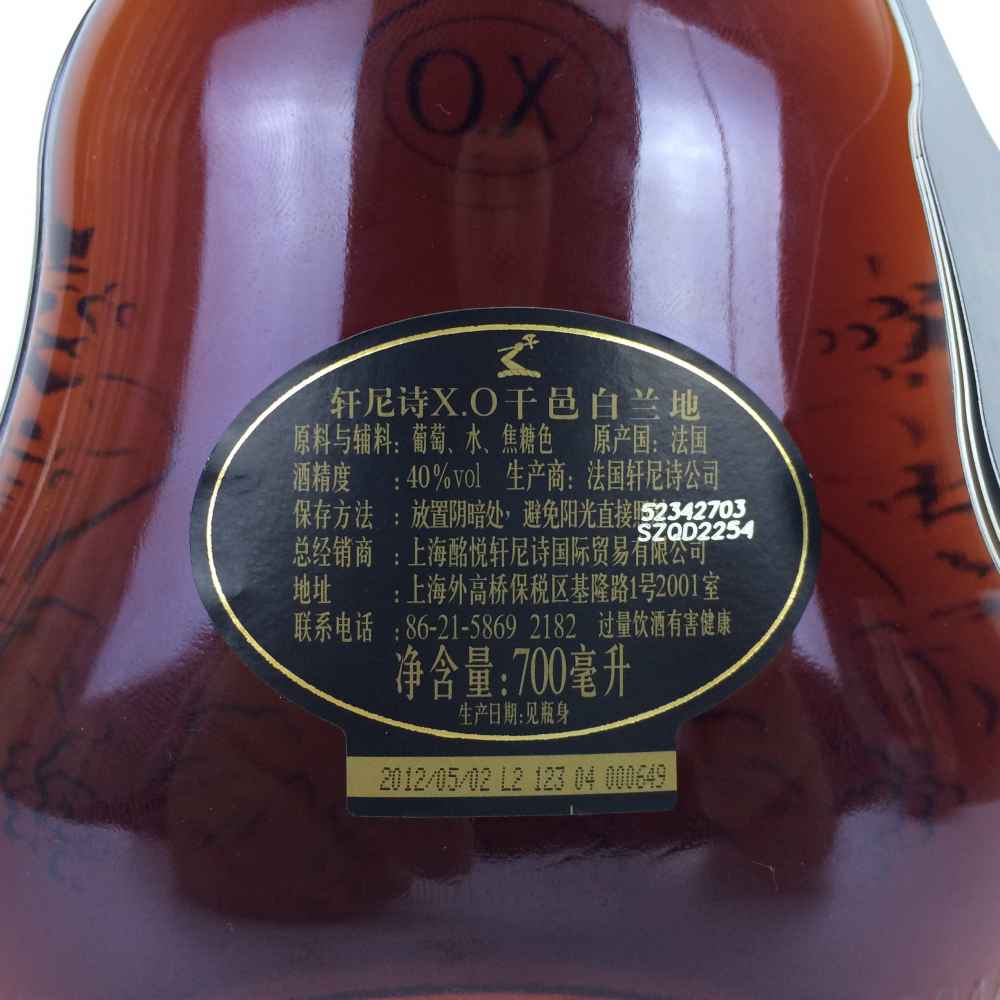 X.O
轩尼诗X.O干邑白兰地
原料与辅料：葡萄、水、焦糖色 原产国：法国
酒精度 ：40%vol 生产商：法国轩尼诗公司
保存方法 ：放置阴暗处，避免阳光直接
52342703
SZQD2254
总经销商 ：上海酩悦轩尼诗国际贸易有限公司
地址 ：上海外高桥保税区基隆路1号2001室
联系电话 ：86-21-5869 2182 过量饮酒有害健康
净含量：700毫升
生产日期：见瓶身
2012/05/02 L2 123 04 000649